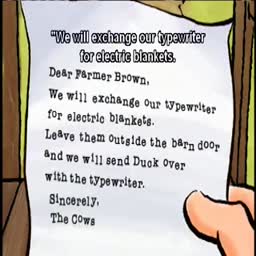 "We will exchange our typewriter
for electric blankets.
Dear Farmer Brown,
We will exchange our typewriter
for electric blankets.
Leave them outside the barn door
and we will send Duck over
with the typewriter.
Sincerely,
The Cows